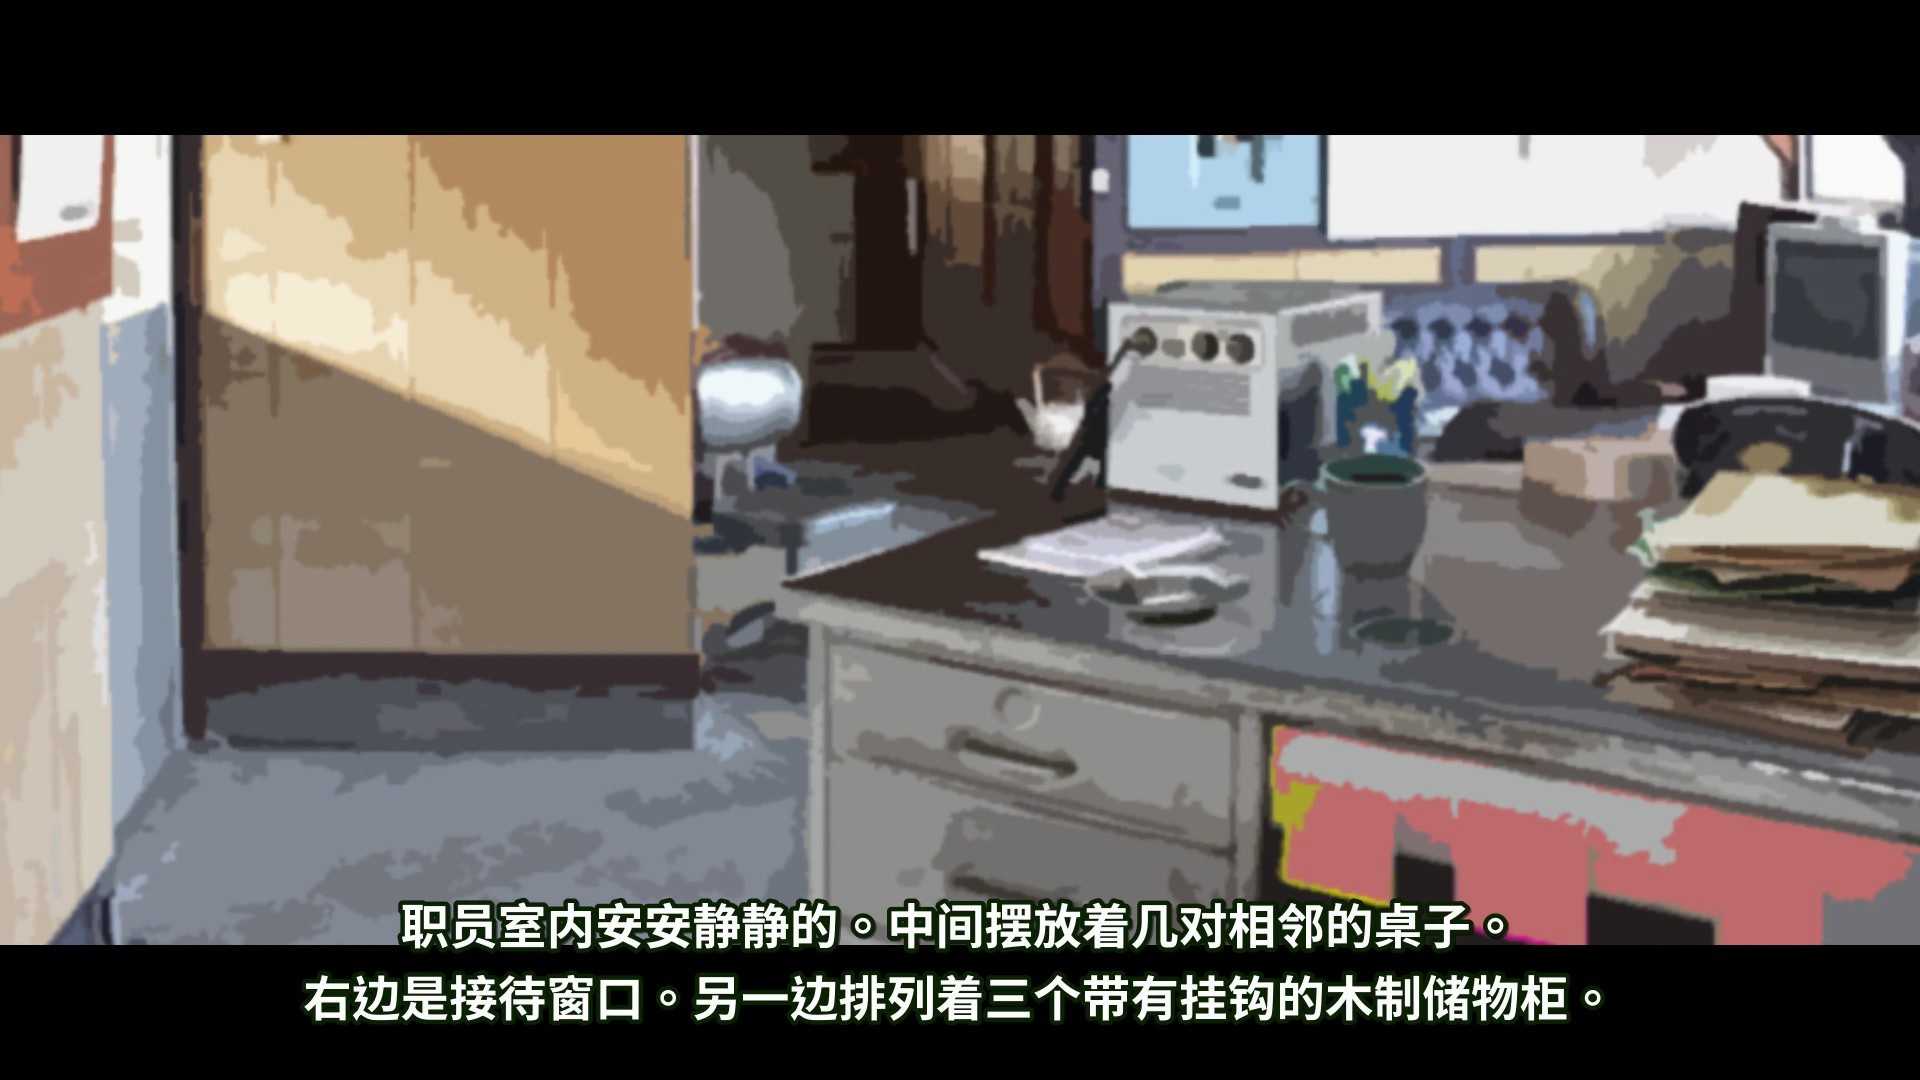 职员室内安安静静的。中间摆放着几对相邻的桌子。
右边是接待窗口。另一边排列着三个带有挂钩的木制储物柜。